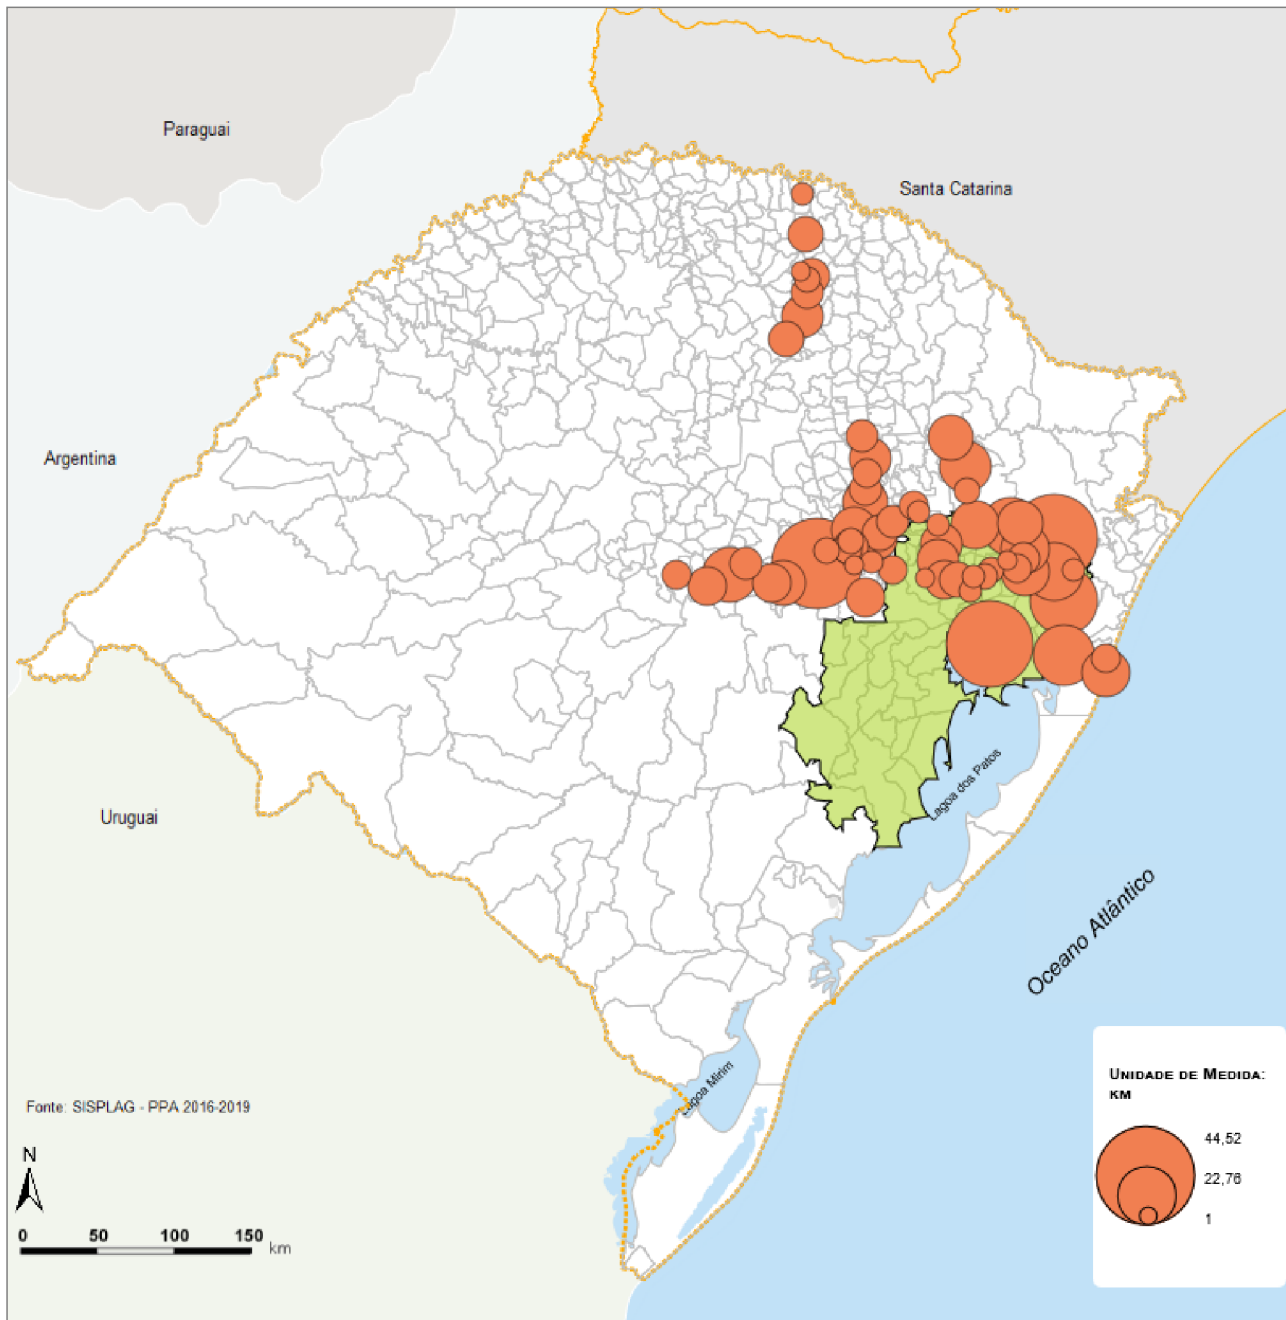 Paraguai
Santa Catarina
Argentina
Uruguai
Lagoa dos Patos
Oceano Atlântico
Lagoa Mirim
Fonte: SISPLAG - PPA 2016-2019
N
0 50 100 150
km
UNIDADE DE MEDIDA:
KM
44,52
22,76
1